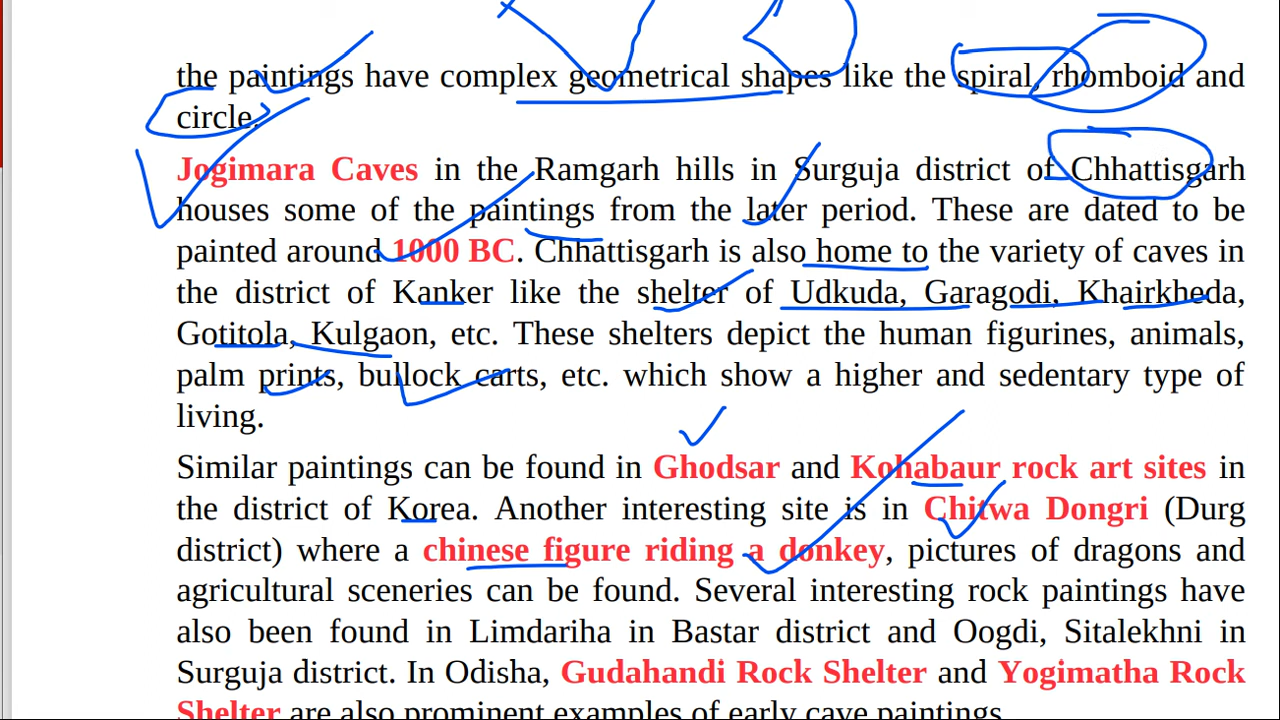 the paintings have complex geometrical shapes like the spiral, rhomboid and
circle.
Jogimara Caves in the Ramgarh hills in Surguja district of Chhattisgarh
houses some of the paintings from the later period. These are dated to be
painted around 1000 BC. Chhattisgarh is also home to the variety of caves in
the district of Kanker like the shelter of Udkuda, Garagodi, Khairkheda,
Gotitola, Kulgaon, etc. These shelters depict the human figurines, animals,
palm prints, bullock carts, etc. which show a higher and sedentary type of
living.
Similar paintings can be found in Ghodsar and Kohabaur rock art sites in
the district of Korea. Another interesting site is in Chitwa Dongri (Durg
district) where a chinese figure riding a donkey, pictures of dragons and
agricultural sceneries can be found. Several interesting rock paintings have
also been found in Limdariha in Bastar district and Oogdi, Sitalekhni in
Surguja district. In Odisha, Gudahandi Rock Shelter and Yogimatha Rock
Shelter are also prominent examples of early cave paintings.